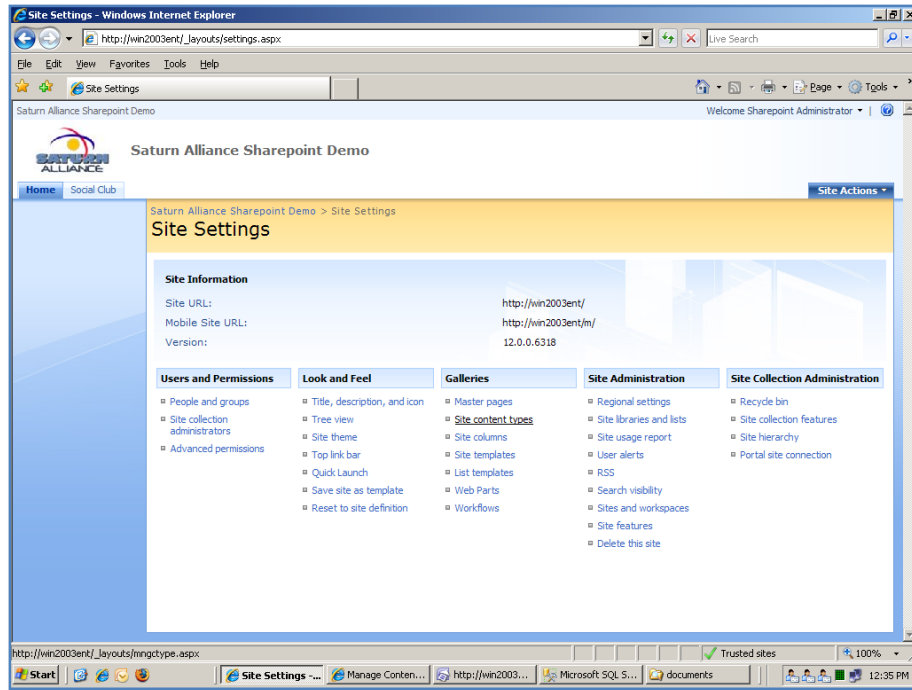 Site Settings - Windows Internet Explorer
http://win2003ent/_layouts/settings.aspx
Live Search
File Edit View Favorites Tools Help
Site Settings
Page Tools
Saturn Alliance Sharepoint Demo
Welcome Sharepoint Administrator
SATURN
ALLIANCE
Saturn Alliance Sharepoint Demo
Home Social Club
Site Actions
Saturn Alliance Sharepoint Demo > Site Settings
Site Settings
Site Information
Site URL: http://win2003ent/
Mobile Site URL: http://win2003ent/m/
Version: 12.0.0.6318
Users and Permissions
People and groups
Site collection
administrators
Advanced permissions
Look and Feel
Title, description, and icon
Tree view
Site theme
Top link bar
Quick Launch
Save site as template
Reset to site definition
Galleries
Master pages
Site content types
Site columns
Site templates
List templates
Web Parts
Workflows
Site Administration
Regional settings
Site libraries and lists
Site usage report
User alerts
RSS
Search visibility
Sites and workspaces
Site features
Delete this site
Site Collection Administration
Recycle bin
Site collection features
Site hierarchy
Portal site connection
http://win2003ent/_layouts/mngctype.aspx
Trusted sites
100%
Start
Site Settings -...
Manage Conten...
http://win2003...
Microsoft SQL S...
documents
12:35 PM